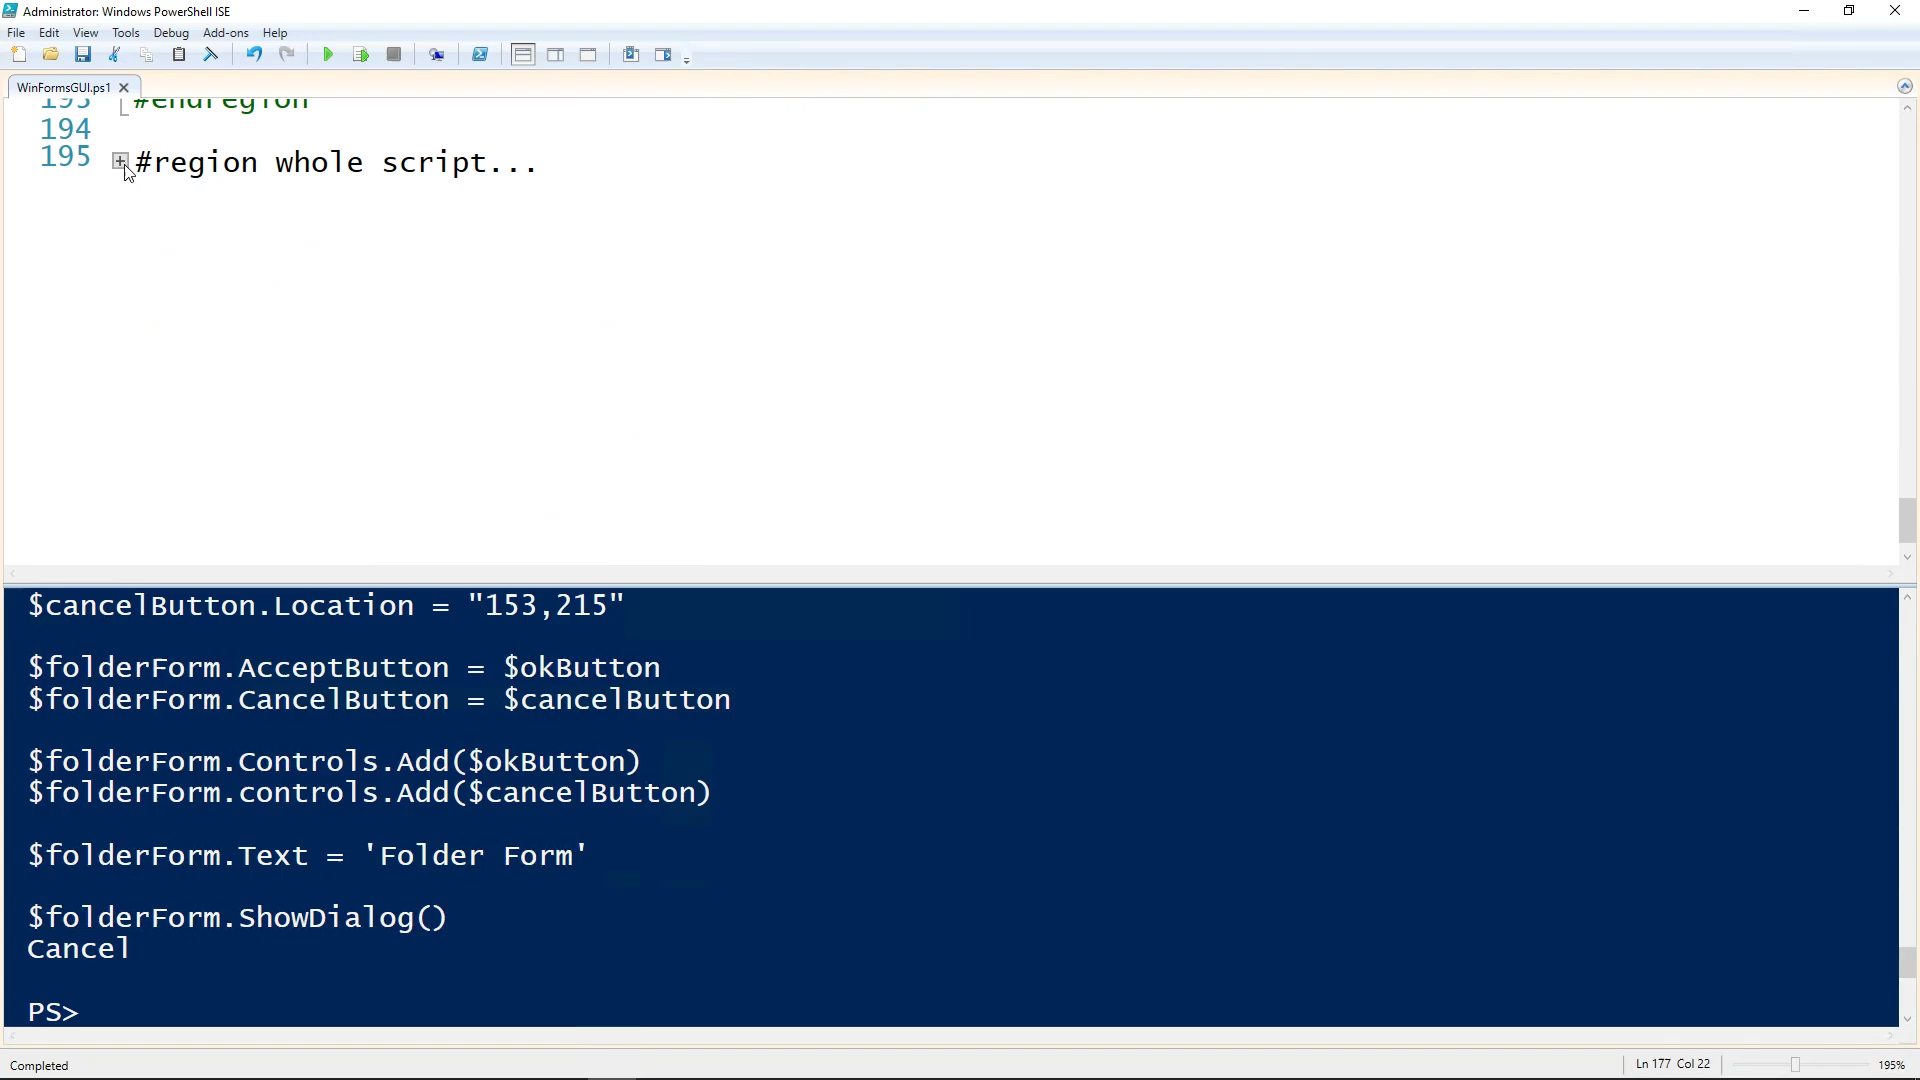 Administrator: Windows PowerShell ISE
File Edit View Tools Debug Add-ons Help
WinFormsGUI.ps1
193 #endregion
194
195 #region whole script...
$cancelButton.Location = "153,215"
$folderForm.AcceptButton = $okButton
$folderForm.CancelButton = $cancelButton
$folderForm.Controls.Add($okButton)
$folderForm.controls.Add($cancelButton)
$folderForm.Text = 'Folder Form'
$folderForm.ShowDialog()
Cancel
PS>
Completed Ln 177 Col 22 195%